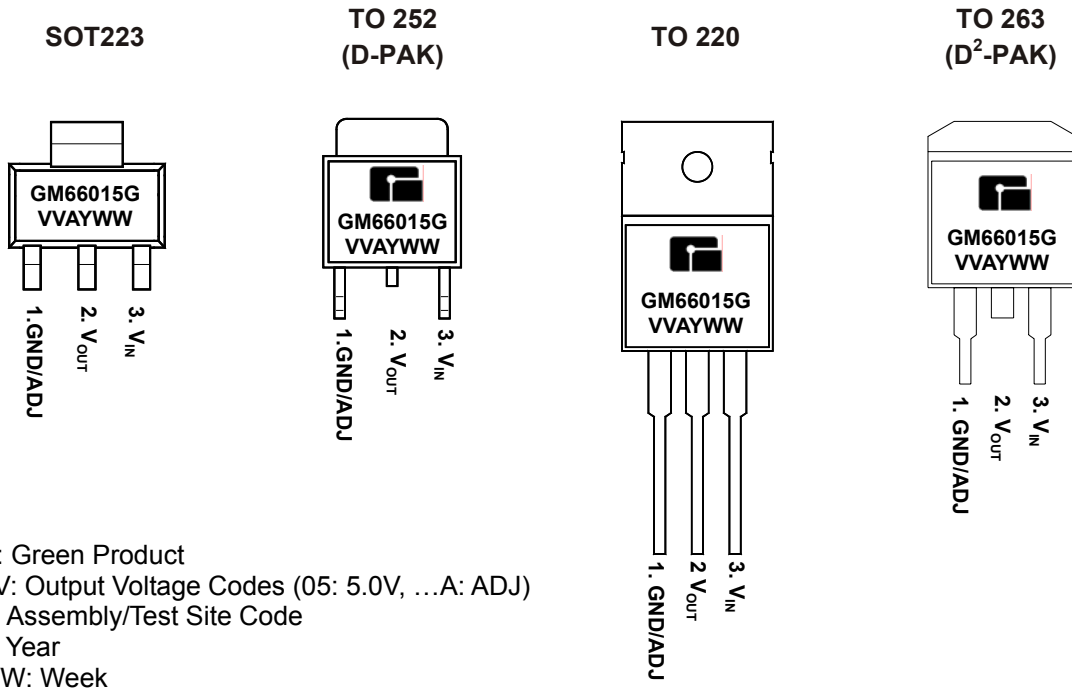 SOT223
TO 252
(D-PAK)
TO 220
TO 263
(D²-PAK)
GM66015G
VVAYWW
1.GND/ADJ
2. VOUT
3. VIN
GM66015G
VVAYWW
1.GND/ADJ
2. VOUT
3. VIN
GM66015G
VVAYWW
1. GND/ADJ
2 VOUT
3. VIN
GM66015G
VVAYWW
1. GND/ADJ
2. VOUT
3. VIN
: Green Product
V: Output Voltage Codes (05: 5.0V, …A: ADJ)
Assembly/Test Site Code
Year
W: Week